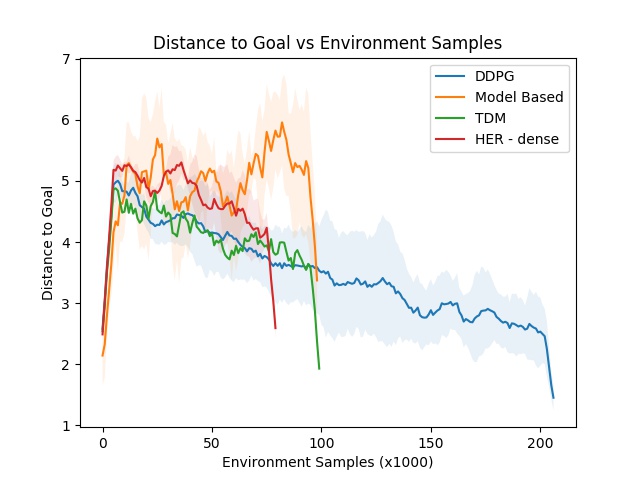 Distance to Goal vs Environment Samples
DDPG
Model Based
TDM
HER - dense
7
6
5
4
3
2
1
Distance to Goal
0
50
100
150
200
Environment Samples (x1000)